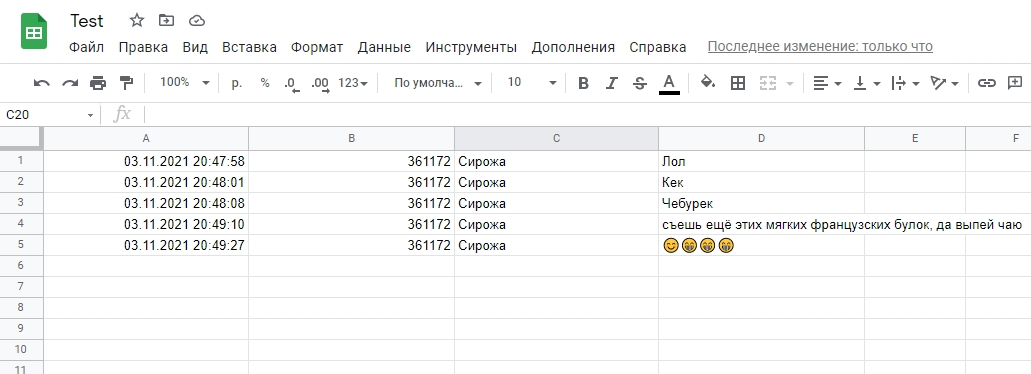 Test
Файл Правка Вид Вставка Формат Данные Инструменты Дополнения Справка Последнее изменение: только что
100% р. % .0 .00 123 По умолча... 10 B I S A
C20 fx
A B C D E F
1 03.11.2021 20:47:58 361172 Сирожа Лол
2 03.11.2021 20:48:01 361172 Сирожа Кек
3 03.11.2021 20:48:08 361172 Сирожа Чебурек
4 03.11.2021 20:49:10 361172 Сирожа съешь ещё этих мягких французских булок, да выпей чаю
5 03.11.2021 20:49:27 361172 Сирожа 😊😁😁😁
6
7
8
9
10
11